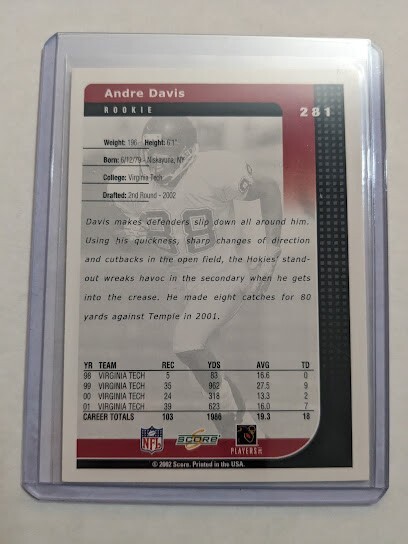 Andre Davis
ROOKIE
281
Weight: 196 Height: 6'1"
Born: 6/12/79 - Niskayuna, NY
College: Virginia Tech
Drafted: 2nd Round - 2002
Davis makes defenders slip down all around him.
Using his quickness, sharp changes of direction
and cutbacks in the open field, the Hokies' stand-
out wreaks havoc in the secondary when he gets
into the crease. He made eight catches for 80
yards against Temple in 2001.
YR TEAM REC YDS AVG TD
98 VIRGINIA TECH 5 83 16.6 0
99 VIRGINIA TECH 35 962 27.5 9
00 VIRGINIA TECH 24 318 13.3 2
01 VIRGINIA TECH 39 623 16.0 7
CAREER TOTALS 103 1986 19.3 18
NFL SCORE PLAYERS INC
© 2002 Score. Printed in the USA.